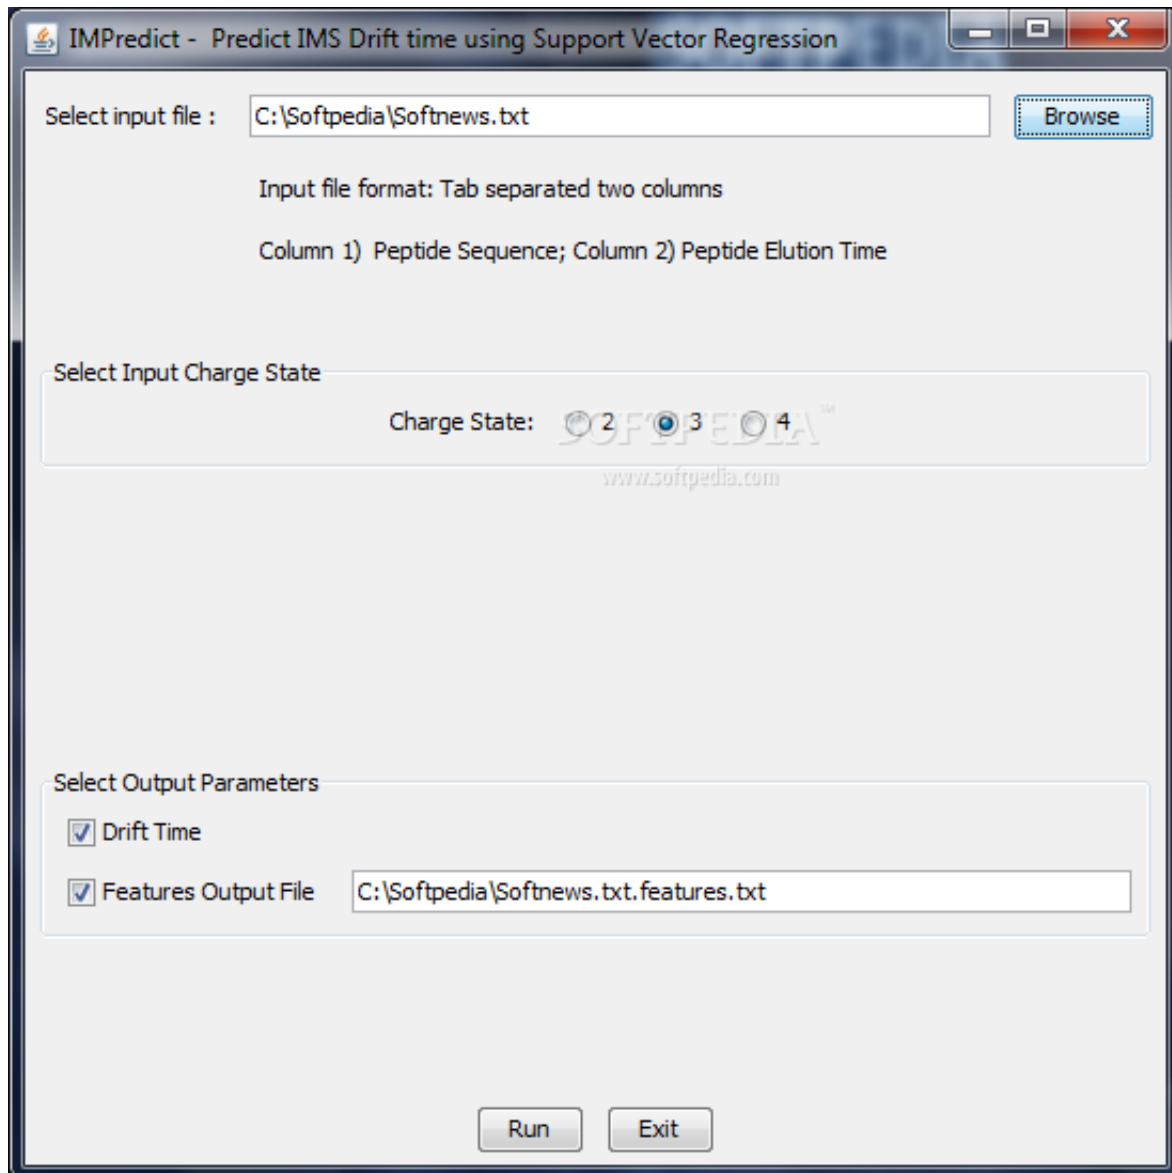 IMPredict - Predict IMS Drift time using Support Vector Regression
Select input file : C:\Softpedia\Softnews.txt Browse
Input file format: Tab separated two columns
Column 1) Peptide Sequence; Column 2) Peptide Elution Time
Select Input Charge State
Charge State: 2 3 4
SOFTPEDIA™
www.softpedia.com
Select Output Parameters
Drift Time
Features Output File C:\Softpedia\Softnews.txt.features.txt
Run Exit